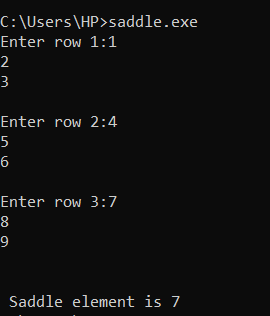 C:\Users\HP>saddle.exe
Enter row 1:1
2
3
Enter row 2:4
5
6
Enter row 3:7
8
9
Saddle element is 7